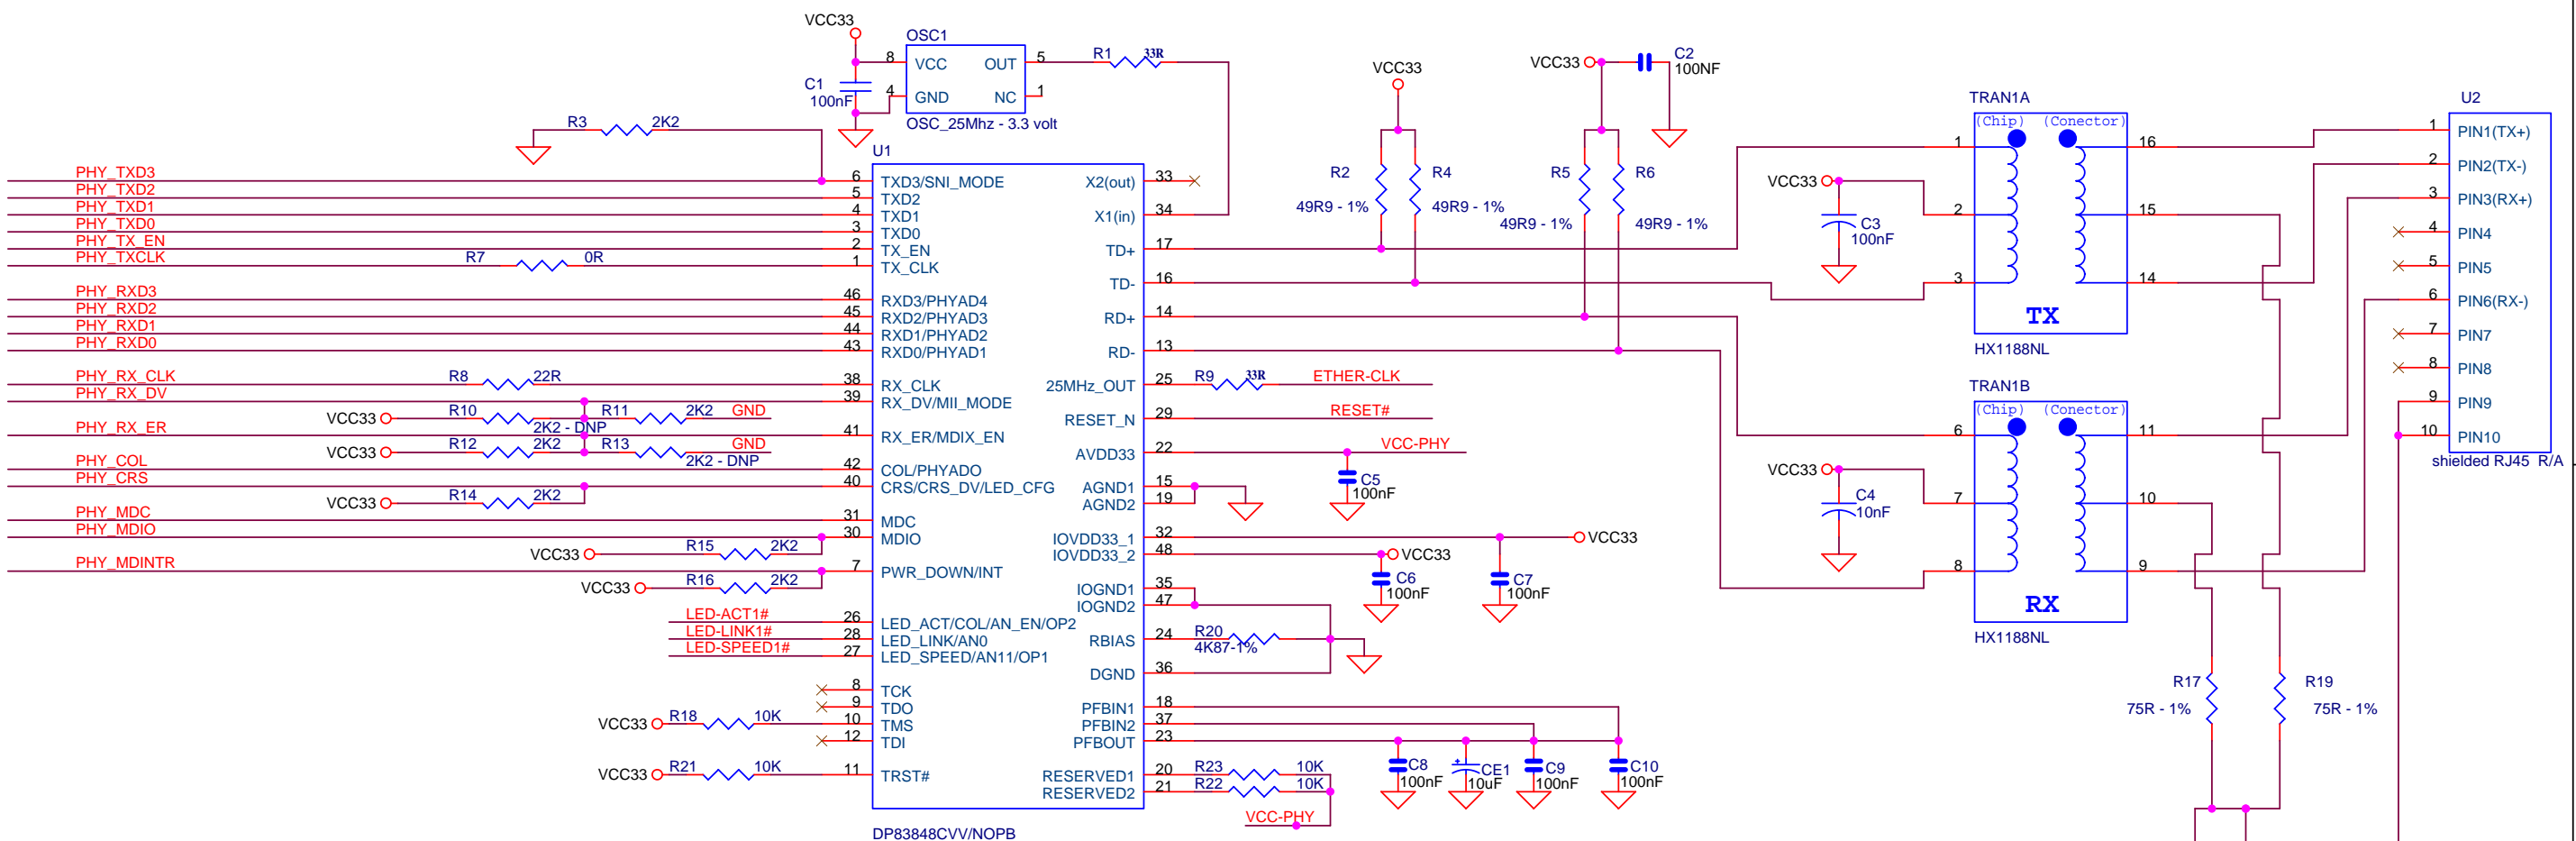 VCC33
OSC1
8 VCC OUT 5
4 GND NC 1
OSC_25Mhz - 3.3 volt
C1
100nF
R1 33R
R3 2K2
VCC33
R2
49R9 - 1%
R4
49R9 - 1%
VCC33
C2
100NF
R5
49R9 - 1%
R6
49R9 - 1%
U1
PHY_TXD3
PHY_TXD2
PHY_TXD1
PHY_TXD0
PHY_TX_EN
PHY_TXCLK
R7 0R
PHY_RXD3
PHY_RXD2
PHY_RXD1
PHY_RXD0
PHY_RX_CLK
R8 22R
PHY_RX_DV
VCC33 R10 2K2 - DNP R11 2K2 GND
PHY_RX_ER
VCC33 R12 2K2 R13 2K2 - DNP GND
PHY_COL
PHY_CRS
VCC33 R14 2K2
PHY_MDC
PHY_MDIO
VCC33 R15 2K2
PHY_MDINTR
VCC33 R16 2K2
LED-ACT1#
LED-LINK1#
LED-SPEED1#
VCC33 R18 10K
VCC33 R21 10K
6 TXD3/SNI_MODE
5 TXD2
4 TXD1
3 TXD0
2 TX_EN
1 TX_CLK
46 RXD3/PHYAD4
45 RXD2/PHYAD3
44 RXD1/PHYAD2
43 RXD0/PHYAD1
38 RX_CLK
39 RX_DV/MII_MODE
41 RX_ER/MDIX_EN
42 COL/PHYADO
40 CRS/CRS_DV/LED_CFG
31 MDC
30 MDIO
7 PWR_DOWN/INT
26 LED_ACT/COL/AN_EN/OP2
28 LED_LINK/AN0
27 LED_SPEED/AN11/OP1
8 TCK
9 TDO
10 TMS
12 TDI
11 TRST#
X2(out) 33
X1(in) 34
TD+ 17
TD- 16
RD+ 14
RD- 13
25MHz_OUT 25 R9 33R ETHER-CLK
RESET_N 29 RESET#
AVDD33 22 VCC-PHY
C5
100nF
AGND1 15
AGND2 19
IOVDD33_1 32 VCC33
IOVDD33_2 48 VCC33
C6
100nF
C7
100nF
IOGND1 35
IOGND2 47
RBIAS 24 R20
4K87-1%
DGND 36
PFBIN1 18
PFBIN2 37
PFBOUT 23
C8
100nF
CE1
10uF
C9
100nF
C10
100nF
RESERVED1 20 R23 10K
RESERVED2 21 R22 10K
VCC-PHY
DP83848CVV/NOPB
TRAN1A
(Chip) (Conector)
1 16
VCC33
2 15
C3
100nF
3 14
TX
HX1188NL
TRAN1B
(Chip) (Conector)
6 11
VCC33
7 10
C4
10nF
8 9
RX
HX1188NL
R17
75R - 1%
R19
75R - 1%
U2
1 PIN1(TX+)
2 PIN2(TX-)
3 PIN3(RX+)
4 PIN4
5 PIN5
6 PIN6(RX-)
7 PIN7
8 PIN8
9 PIN9
10 PIN10
shielded RJ45 R/A